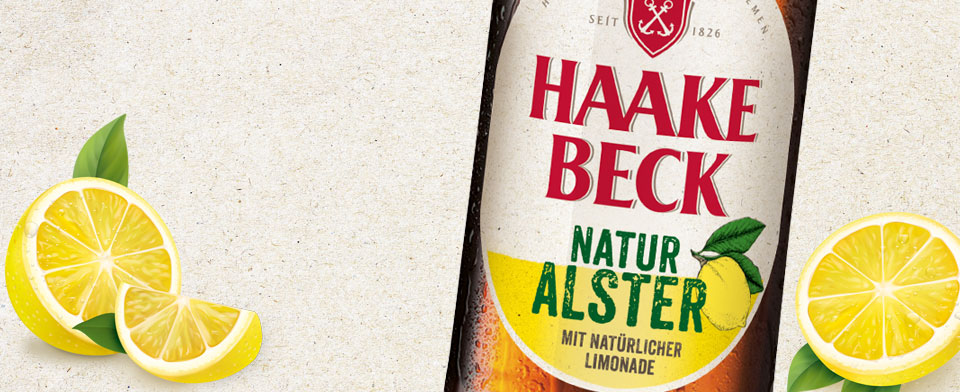 SEIT 1826
HAAKE
BECK
NATUR
ALSTER
MIT NATÜRLICHER
LIMONADE